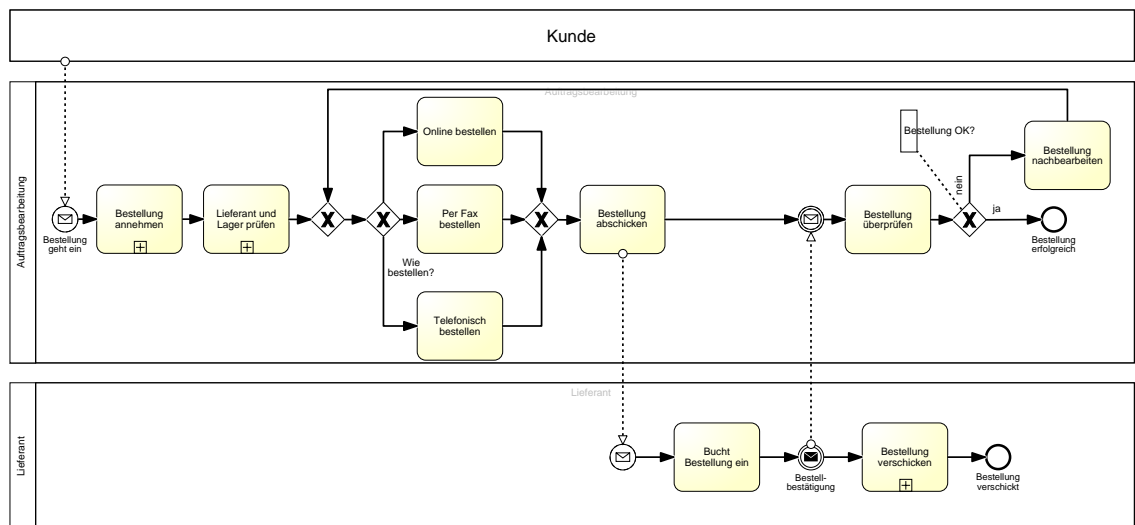 Kunde
Auftragsbearbeitung
Auftragsbearbeitung
Bestellung
geht ein
Bestellung
annehmen
Lieferant und
Lager prüfen
Wie
bestellen?
Online bestellen
Per Fax
bestellen
Telefonisch
bestellen
Bestellung
abschicken
Bestellung
überprüfen
Bestellung OK?
nein
ja
Bestellung
nachbearbeiten
Bestellung
erfolgreich
Lieferant
Lieferant
Bucht
Bestellung ein
Bestell-
bestätigung
Bestellung
verschicken
Bestellung
verschickt